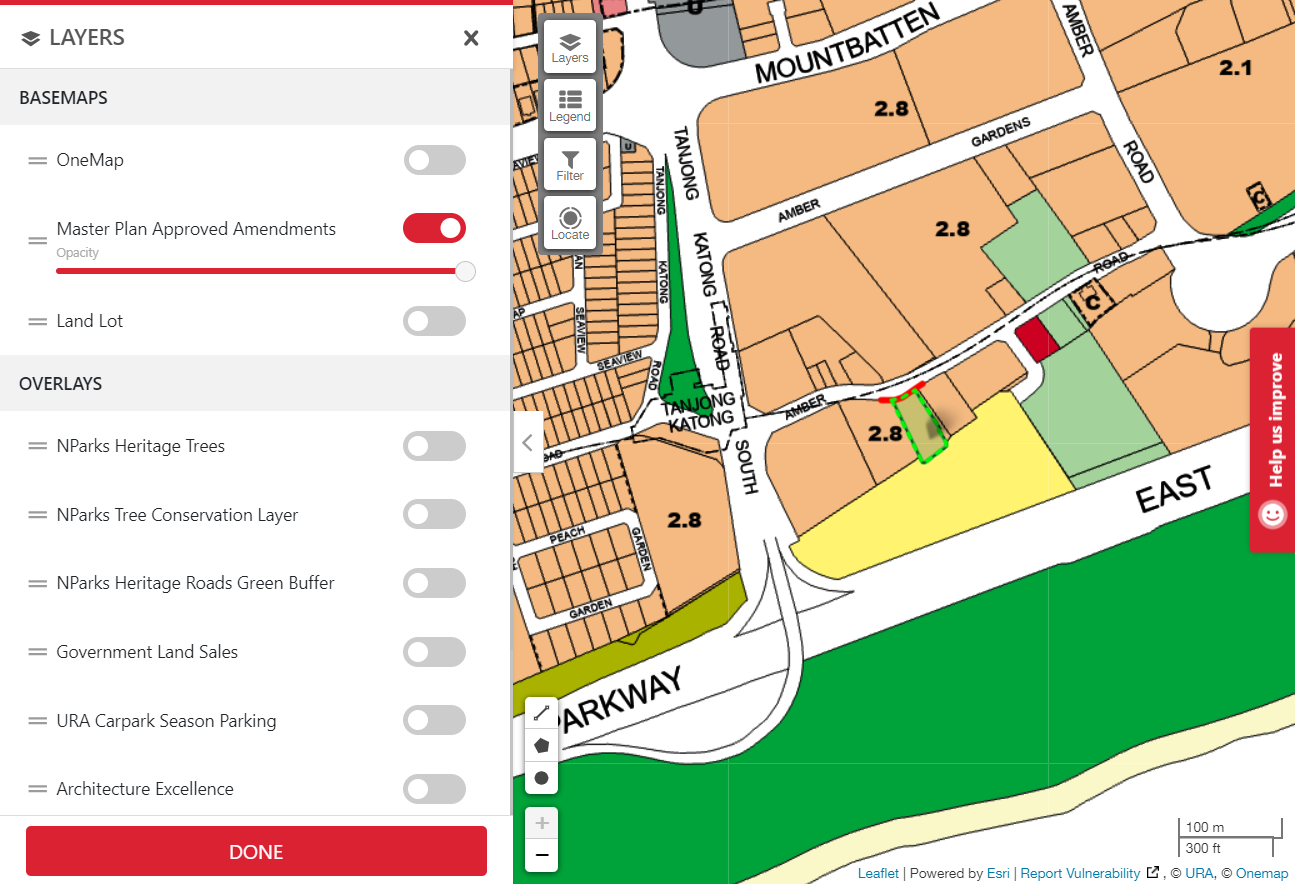 LAYERS
BASEMAPS
OneMap
Master Plan Approved Amendments
Opacity
Land Lot
OVERLAYS
NParks Heritage Trees
NParks Tree Conservation Layer
NParks Heritage Roads Green Buffer
Government Land Sales
URA Carpark Season Parking
Architecture Excellence
DONE
Layers
Legend
Filter
Locate
U
MOUNTBATTEN
AMBER
ROAD
2.1
2.8
GARDENS
AMBER
TANJONG
KATONG
ROAD
U
TANJONG
KATONG
ROAD
SEAVIEW
SEAVIEW
2.8
ROAD
C
C
TANJONG
KATONG
AMBER
2.8
SOUTH
2.8
EAST
PEACH
GARDEN
GARDEN
PARKWAY
Help us improve
+
−
100 m
300 ft
Leaflet | Powered by Esri | Report Vulnerability , © URA, © Onemap